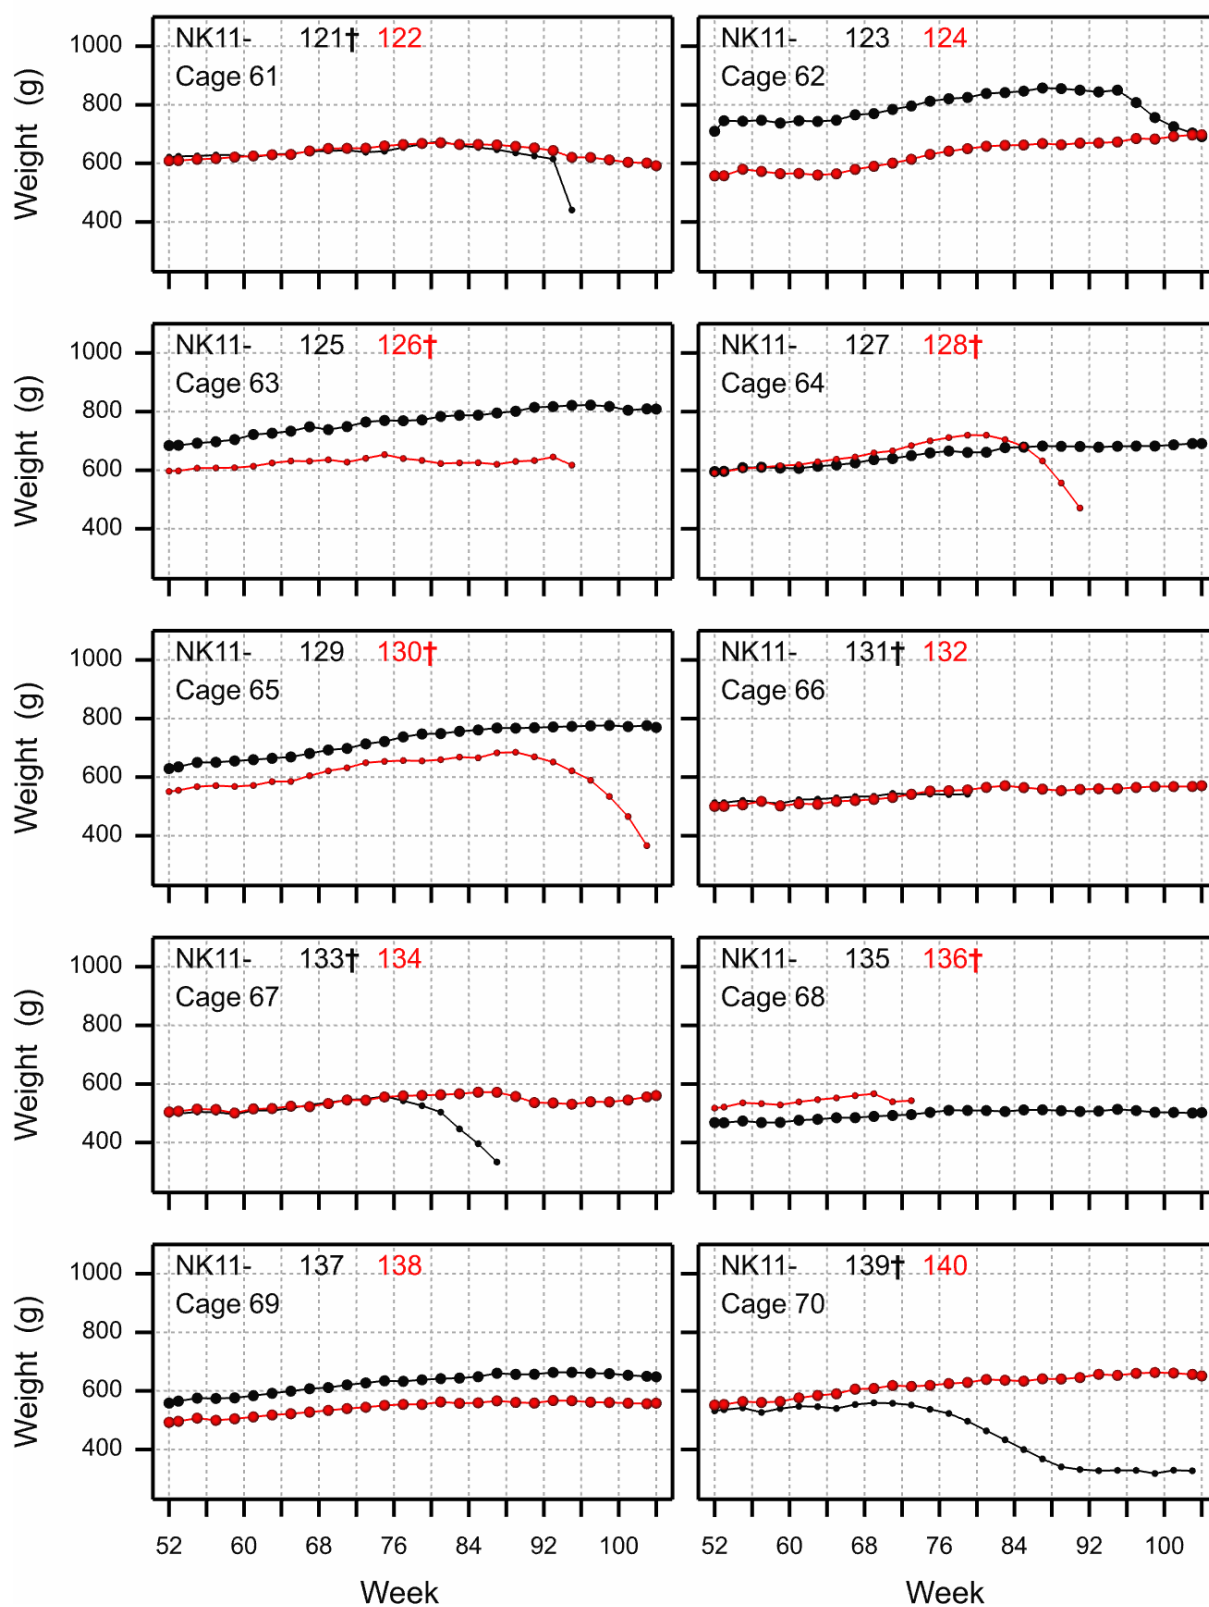 NK11- 121† 122
Cage 61
1000
800
600
400
Weight (g)
NK11- 123 124
Cage 62
NK11- 125 126†
Cage 63
1000
800
600
400
Weight (g)
NK11- 127 128†
Cage 64
NK11- 129 130†
Cage 65
1000
800
600
400
Weight (g)
NK11- 131† 132
Cage 66
NK11- 133† 134
Cage 67
1000
800
600
400
Weight (g)
NK11- 135 136†
Cage 68
NK11- 137 138
Cage 69
1000
800
600
400
Weight (g)
NK11- 139† 140
Cage 70
52 60 68 76 84 92 100
Week
52 60 68 76 84 92 100
Week